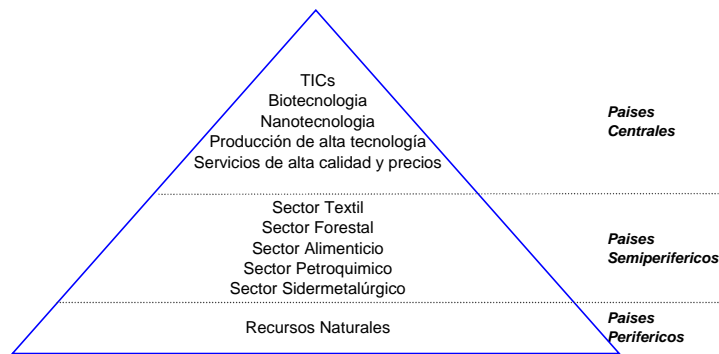 TICs
Biotecnologia
Nanotecnologia
Producción de alta tecnología
Servicios de alta calidad y precios
Paises
Centrales
Sector Textil
Sector Forestal
Sector Alimenticio
Sector Petroquimico
Sector Sidermetalúrgico
Paises
Semiperifericos
Recursos Naturales
Paises
Perifericos